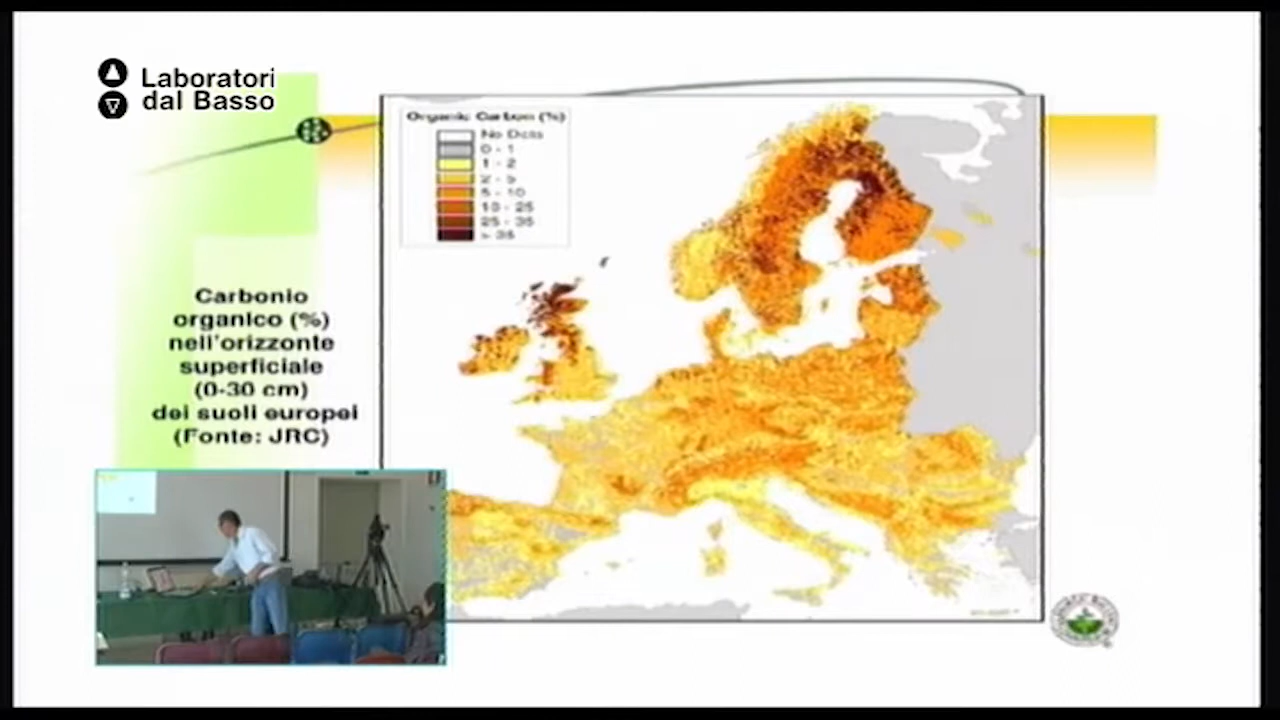 Laboratori
dal Basso
Organic Carbon (%)
No Data
0 - 1
1 - 2
2 - 5
5 - 10
10 - 25
25 - 35
> 35
Carbonio
organico (%)
nell'orizzonte
superficiale
(0-30 cm)
dei suoli europei
(Fonte: JRC)